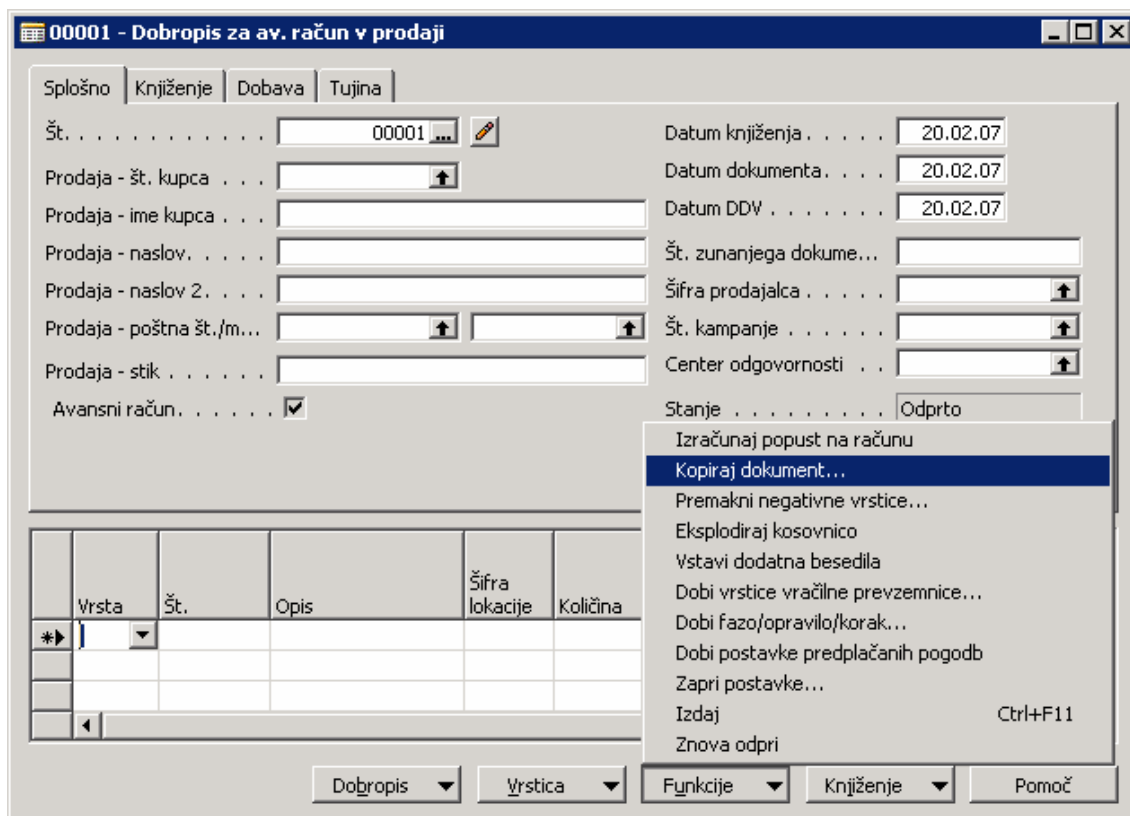 00001 - Dobropis za av. račun v prodaji
Splošno Knjiženje Dobava Tujina
Št. . . . . . . . . . . . . 00001 ...
Prodaja - št. kupca . . .
Prodaja - ime kupca . . .
Prodaja - naslov. . . . .
Prodaja - naslov 2. . . .
Prodaja - poštna št./m...
Prodaja - stik . . . . . .
Avansni račun. . . . . .
Datum knjiženja . . . . . 20.02.07
Datum dokumenta. . . . 20.02.07
Datum DDV . . . . . . . 20.02.07
Št. zunanjega dokume...
Šifra prodajalca . . . . .
Št. kampanje . . . . . .
Center odgovornosti . .
Stanje . . . . . . . . . Odprto
Izračunaj popust na računu
Kopiraj dokument...
Premakni negativne vrstice...
Eksplodiraj kosovnico
Vstavi dodatna besedila
Dobi vrstice vračilne prevzemnice...
Dobi fazo/opravilo/korak...
Dobi postavke predplačanih pogodb
Zapri postavke...
Izdaj Ctrl+F11
Znova odpri
Vrsta Št. Opis Šifra lokacije Količina
Dobropis Vrstica Funkcije Knjiženje Pomoč